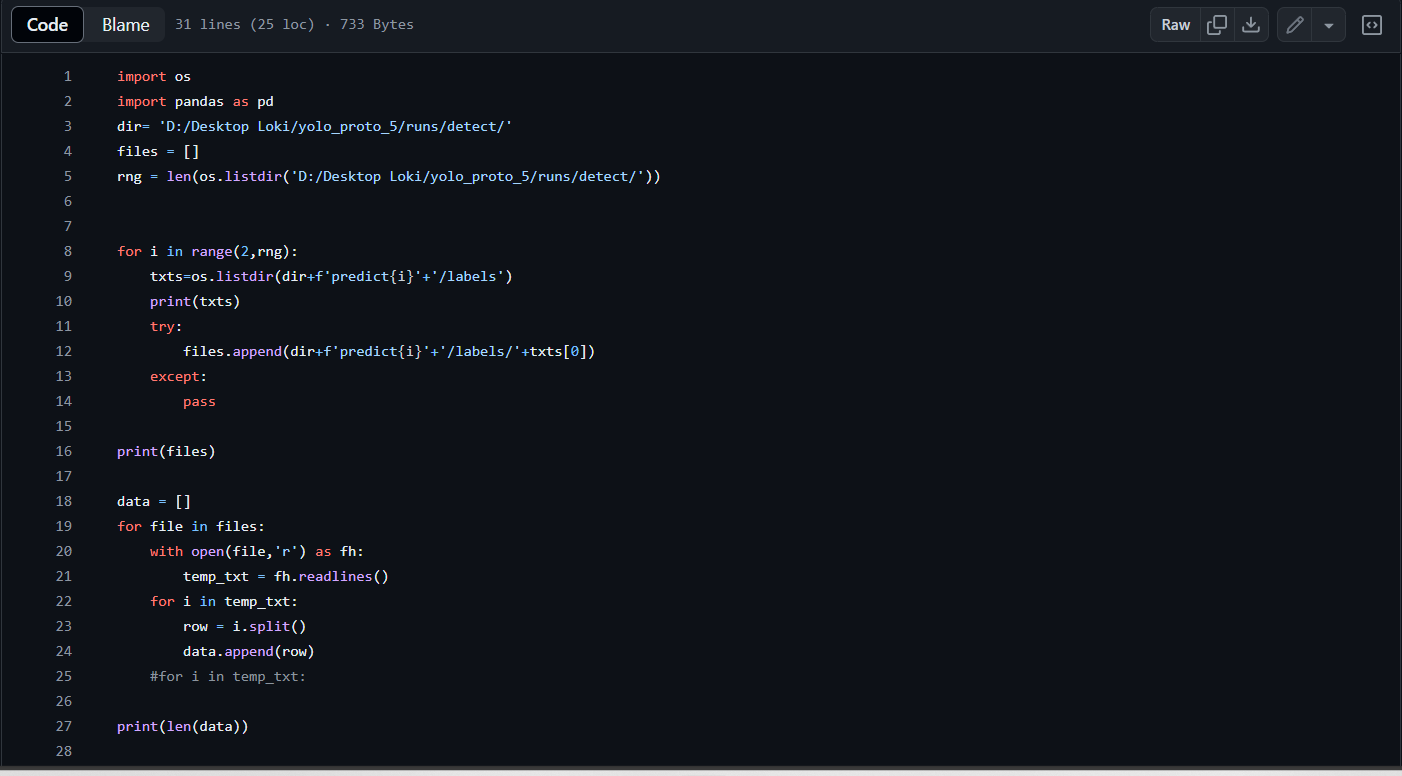 Code Blame 31 lines (25 loc) · 733 Bytes Raw
1 import os
2 import pandas as pd
3 dir= 'D:/Desktop Loki/yolo_proto_5/runs/detect/'
4 files = []
5 rng = len(os.listdir('D:/Desktop Loki/yolo_proto_5/runs/detect/'))
6
7
8 for i in range(2,rng):
9     txts=os.listdir(dir+f'predict{i}'+'/labels')
10     print(txts)
11     try:
12         files.append(dir+f'predict{i}'+'/labels/'+txts[0])
13     except:
14         pass
15
16 print(files)
17
18 data = []
19 for file in files:
20     with open(file,'r') as fh:
21         temp_txt = fh.readlines()
22     for i in temp_txt:
23         row = i.split()
24         data.append(row)
25     #for i in temp_txt:
26
27 print(len(data))
28